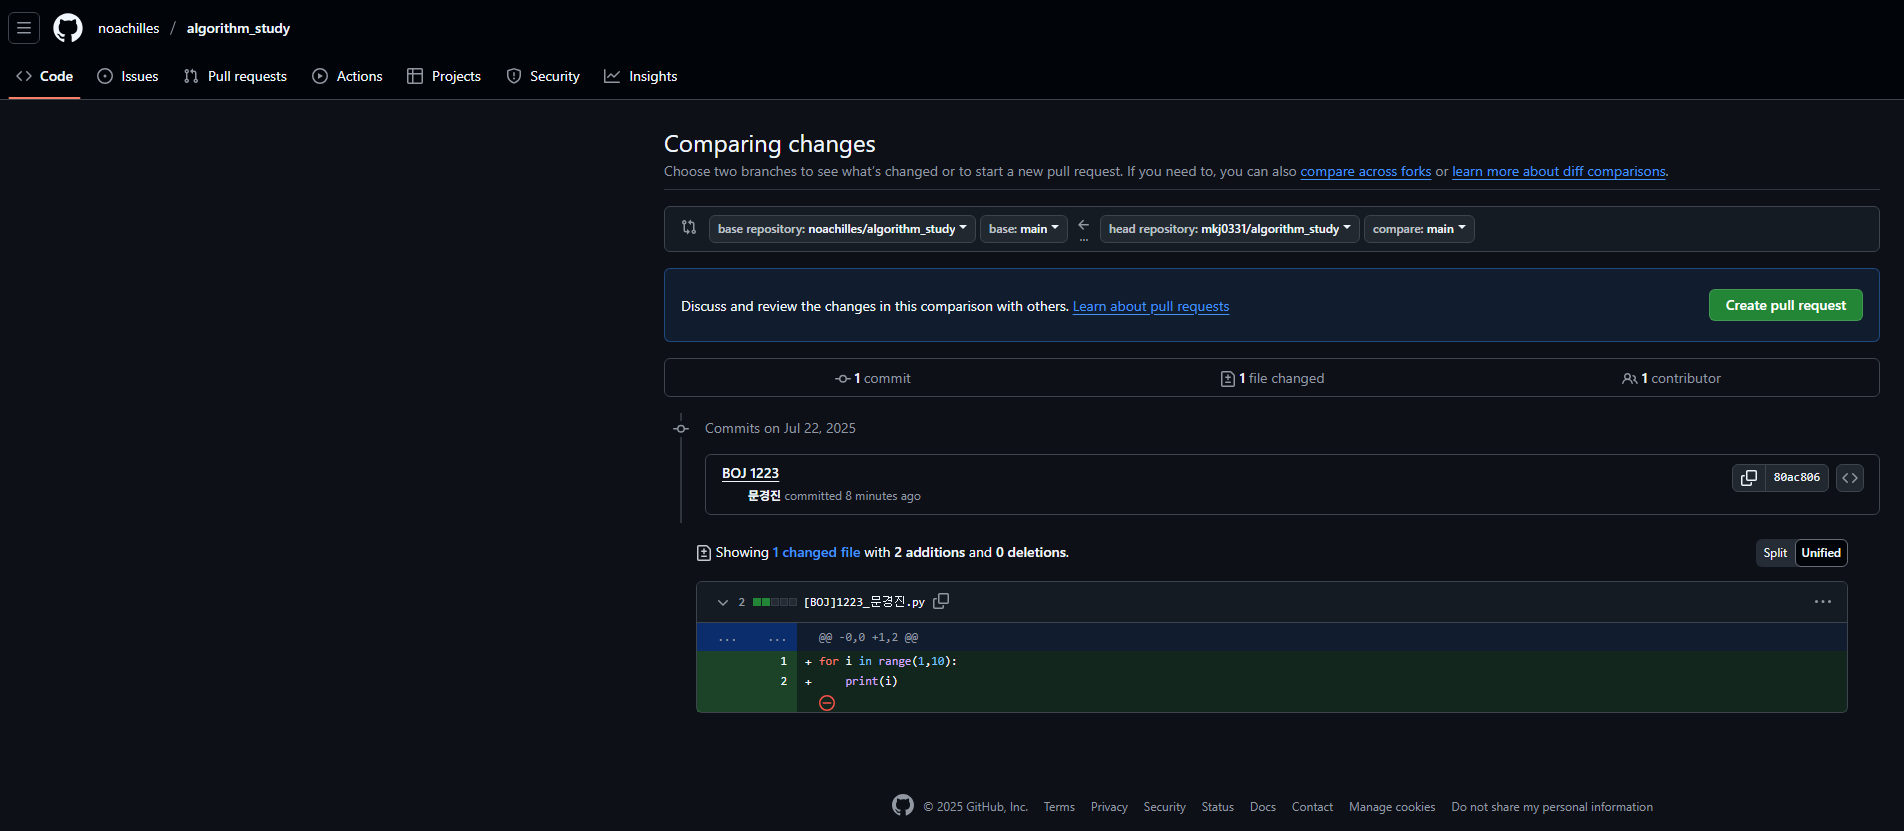 noachilles / algorithm_study
Code Issues Pull requests Actions Projects Security Insights
Comparing changes
Choose two branches to see what's changed or to start a new pull request. If you need to, you can also compare across forks or learn more about diff comparisons.
base repository: noachilles/algorithm_study base: main ← ... head repository: mkj0331/algorithm_study compare: main
Discuss and review the changes in this comparison with others. Learn about pull requests
Create pull request
1 commit 1 file changed 1 contributor
Commits on Jul 22, 2025
BOJ 1223
80ac806
문경진 committed 8 minutes ago
Showing 1 changed file with 2 additions and 0 deletions.
Split Unified
2 [BOJ]1223_문경진.py
... ... @@ -0,0 +1,2 @@
1 + for i in range(1,10):
2 + print(i)
© 2025 GitHub, Inc. Terms Privacy Security Status Docs Contact Manage cookies Do not share my personal information